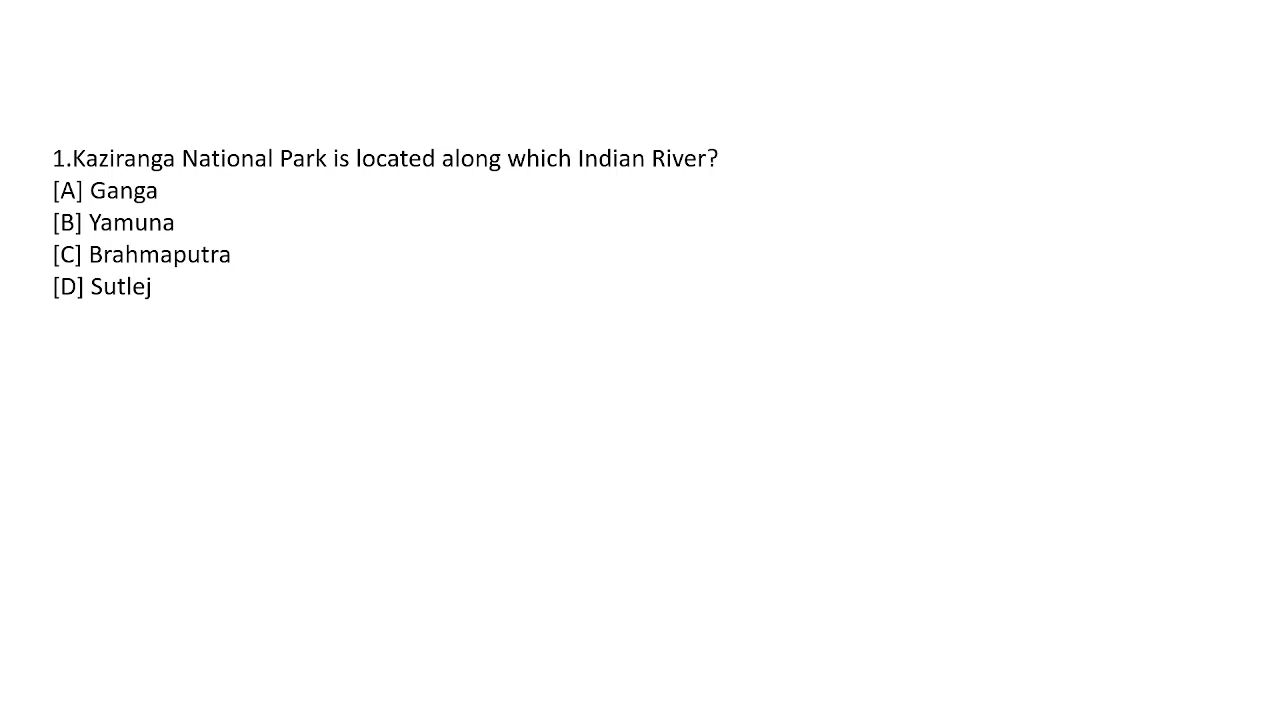 1.Kaziranga National Park is located along which Indian River?
[A] Ganga
[B] Yamuna
[C] Brahmaputra
[D] Sutlej